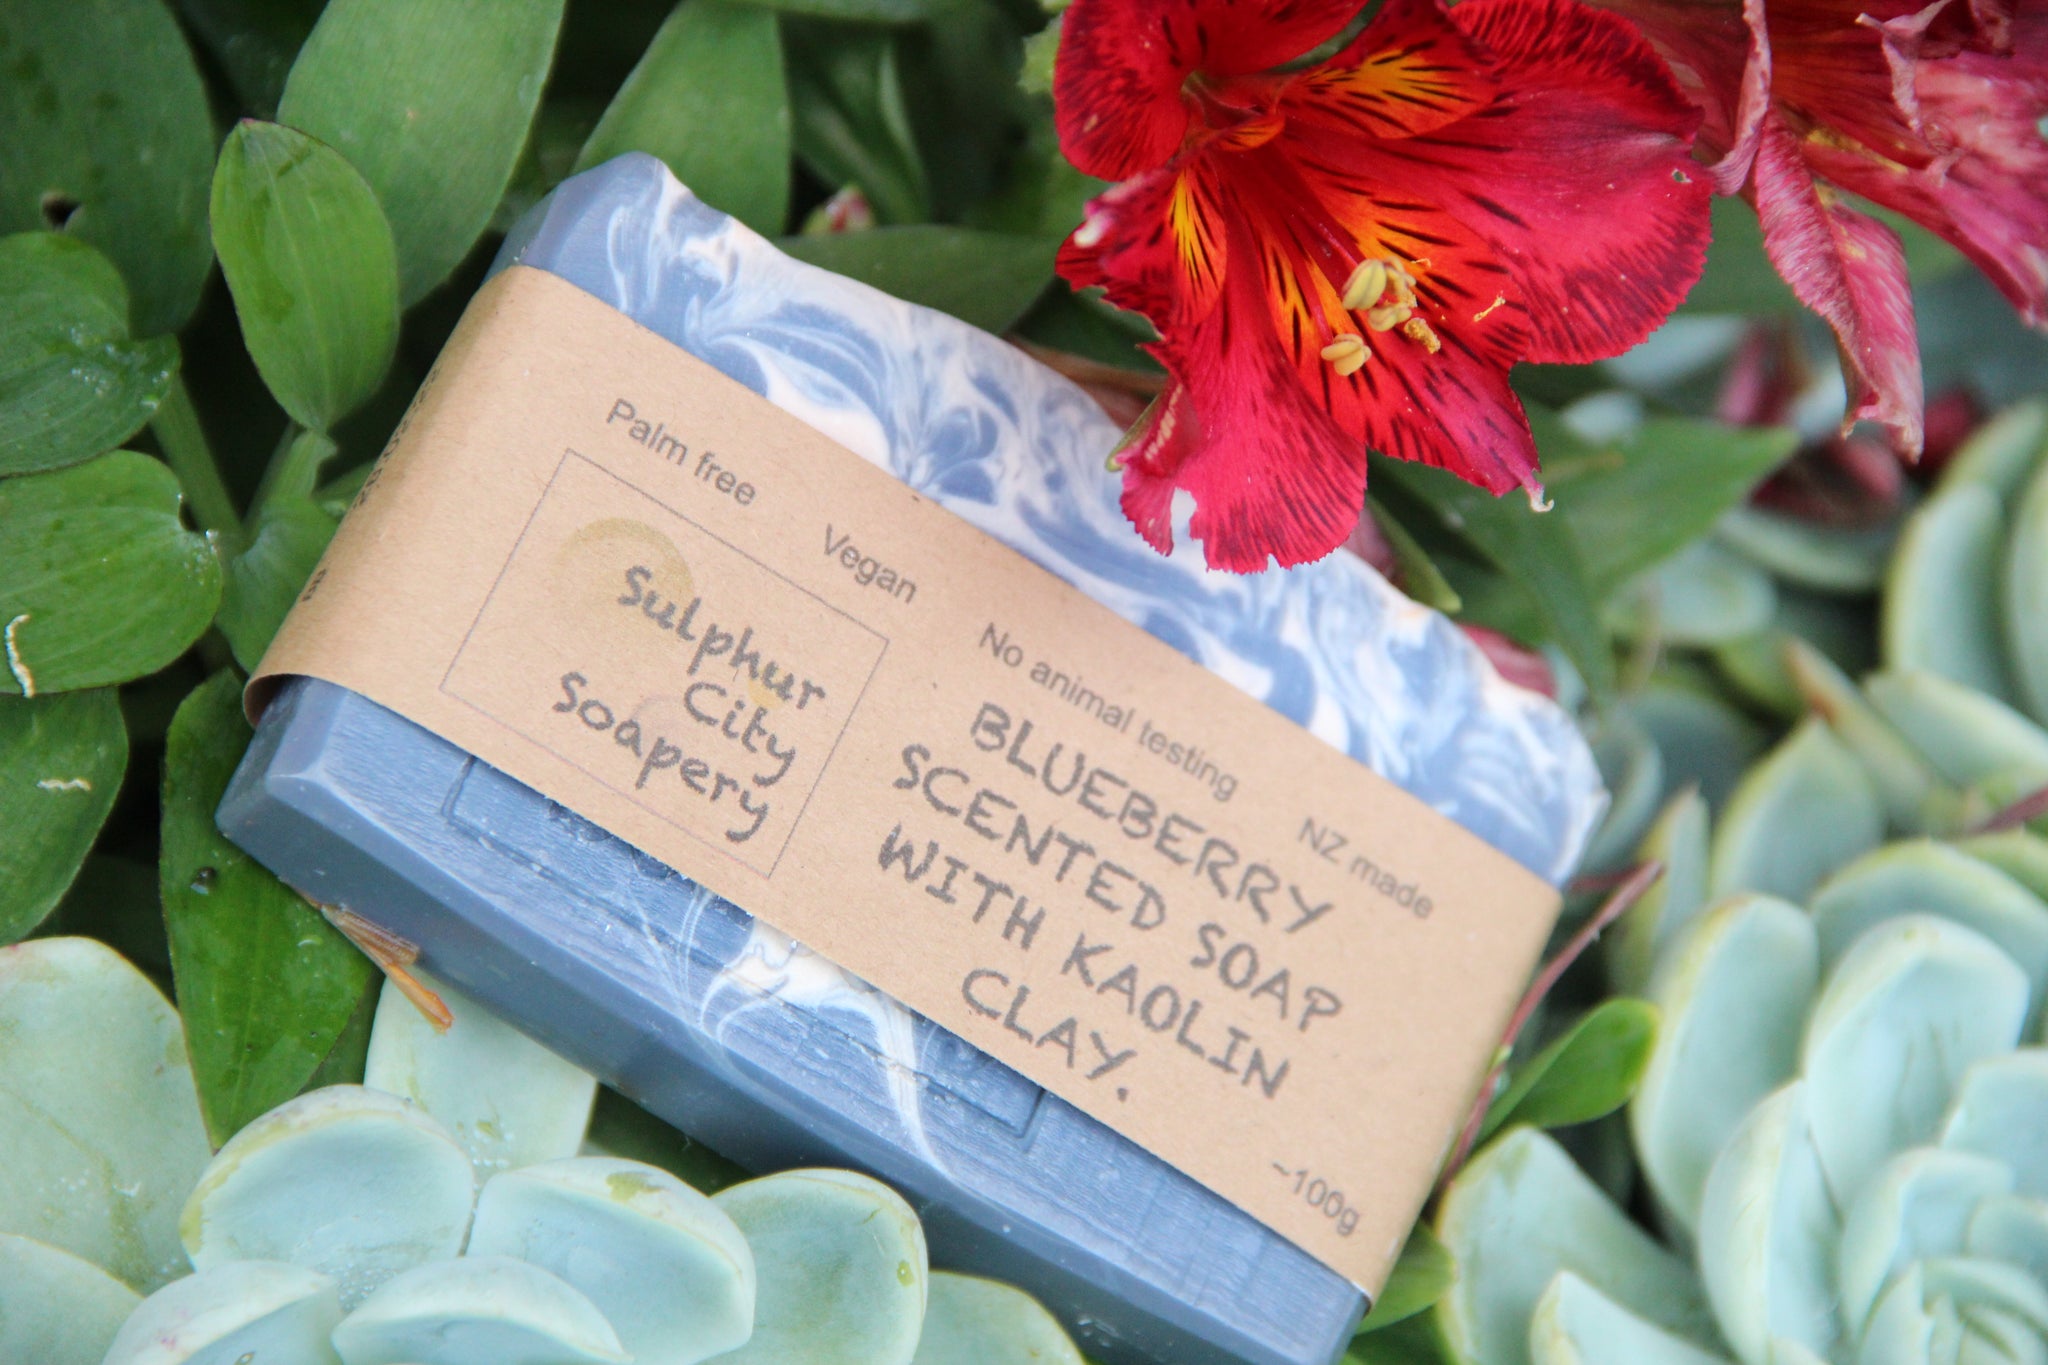 Palm free
Vegan
No animal testing
NZ made
Sulphur
City
Soapery
BLUEBERRY
SCENTED SOAP
WITH KAOLIN
CLAY.
~100g